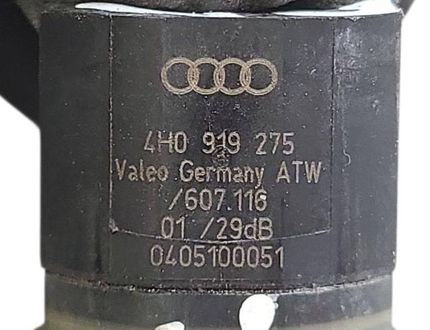 4H0 919 275
Valeo Germany ATW
/607.116
01 /29dB
0405100051